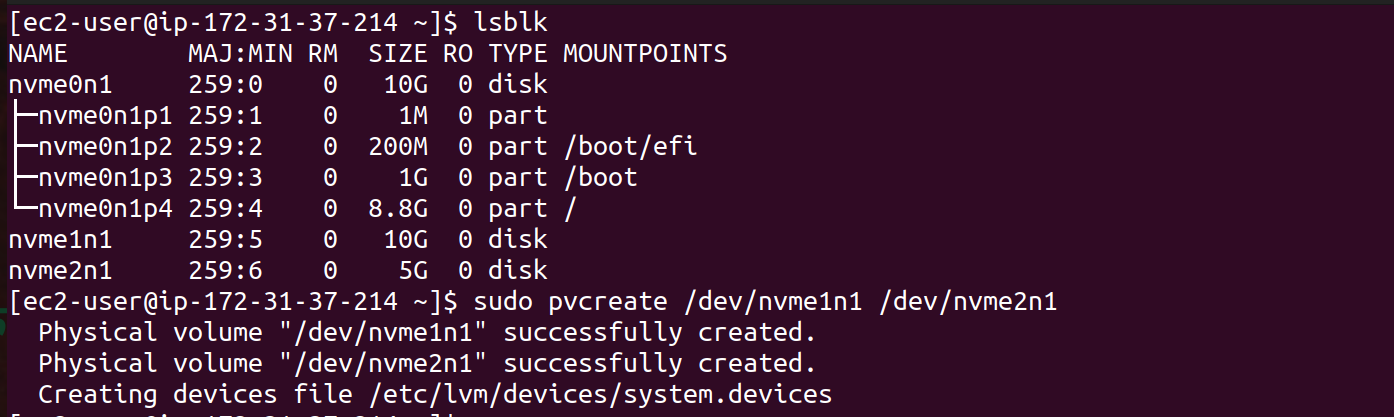 [ec2-user@ip-172-31-37-214 ~]$ lsblk
NAME        MAJ:MIN RM  SIZE RO TYPE MOUNTPOINTS
nvme0n1     259:0    0   10G  0 disk
├─nvme0n1p1 259:1    0    1M  0 part
├─nvme0n1p2 259:2    0  200M  0 part /boot/efi
├─nvme0n1p3 259:3    0    1G  0 part /boot
└─nvme0n1p4 259:4    0  8.8G  0 part /
nvme1n1     259:5    0   10G  0 disk
nvme2n1     259:6    0    5G  0 disk
[ec2-user@ip-172-31-37-214 ~]$ sudo pvcreate /dev/nvme1n1 /dev/nvme2n1
  Physical volume "/dev/nvme1n1" successfully created.
  Physical volume "/dev/nvme2n1" successfully created.
  Creating devices file /etc/lvm/devices/system.devices